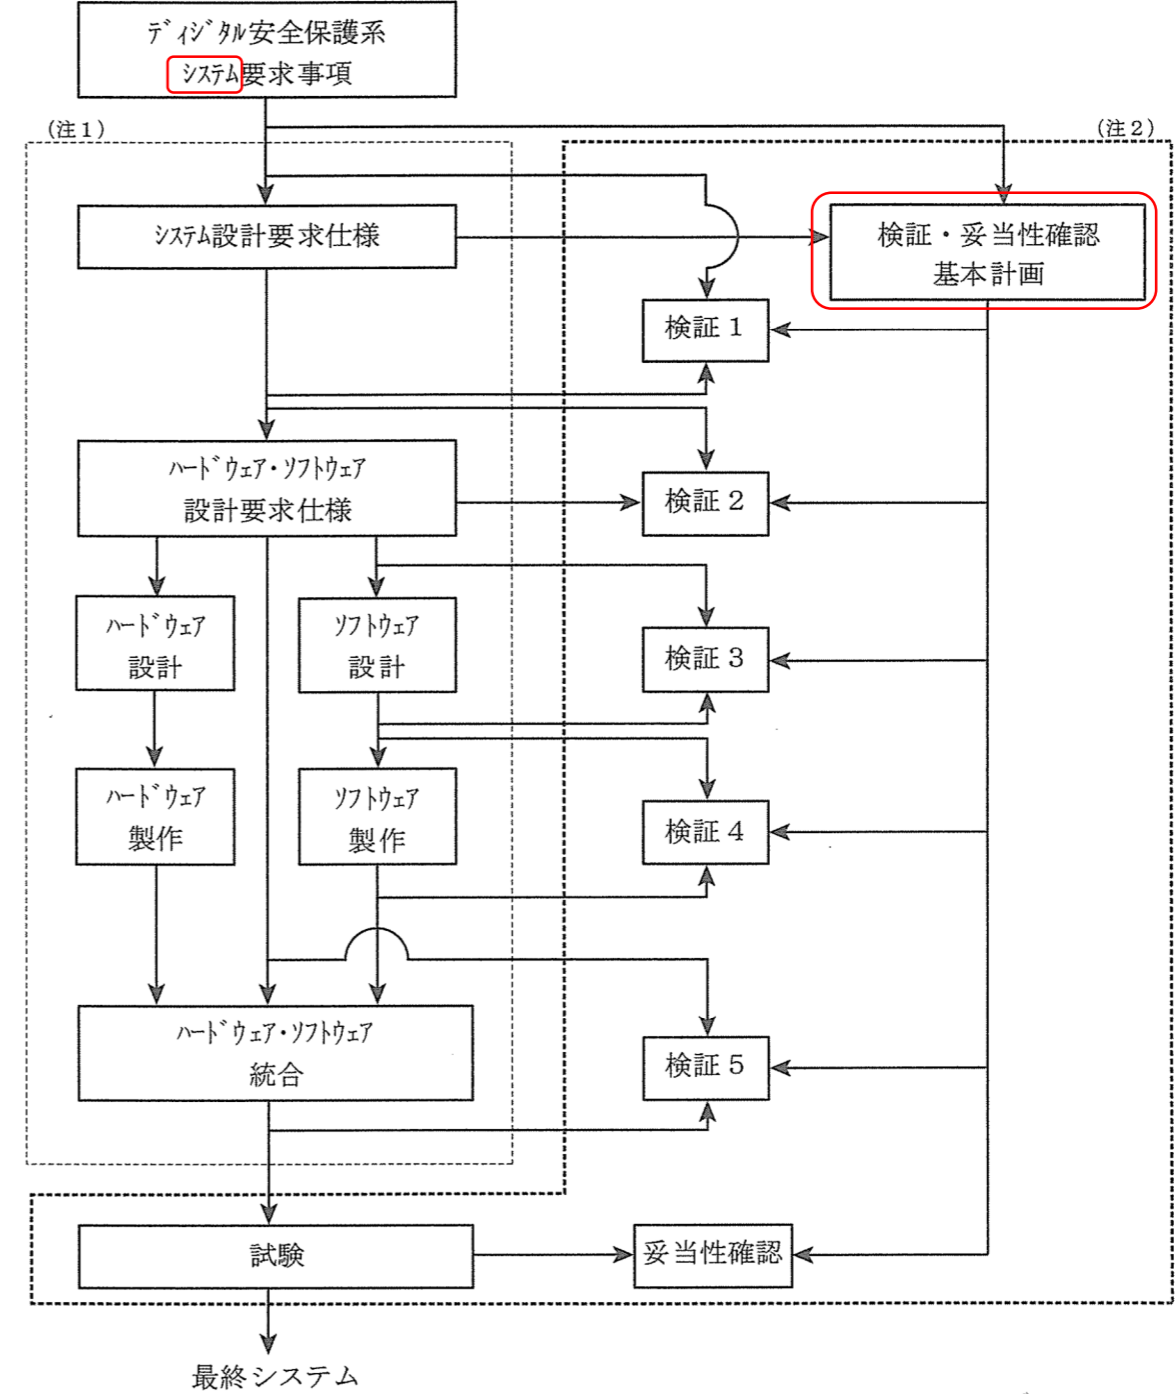 ディジタル安全保護系
システム要求事項
(注1)
(注2)
システム設計要求仕様
検証・妥当性確認
基本計画
検証1
ハードウェア・ソフトウェア
設計要求仕様
検証2
ハードウェア
設計
ソフトウェア
設計
検証3
ハードウェア
製作
ソフトウェア
製作
検証4
ハードウェア・ソフトウェア
統合
検証5
試験
妥当性確認
最終システム